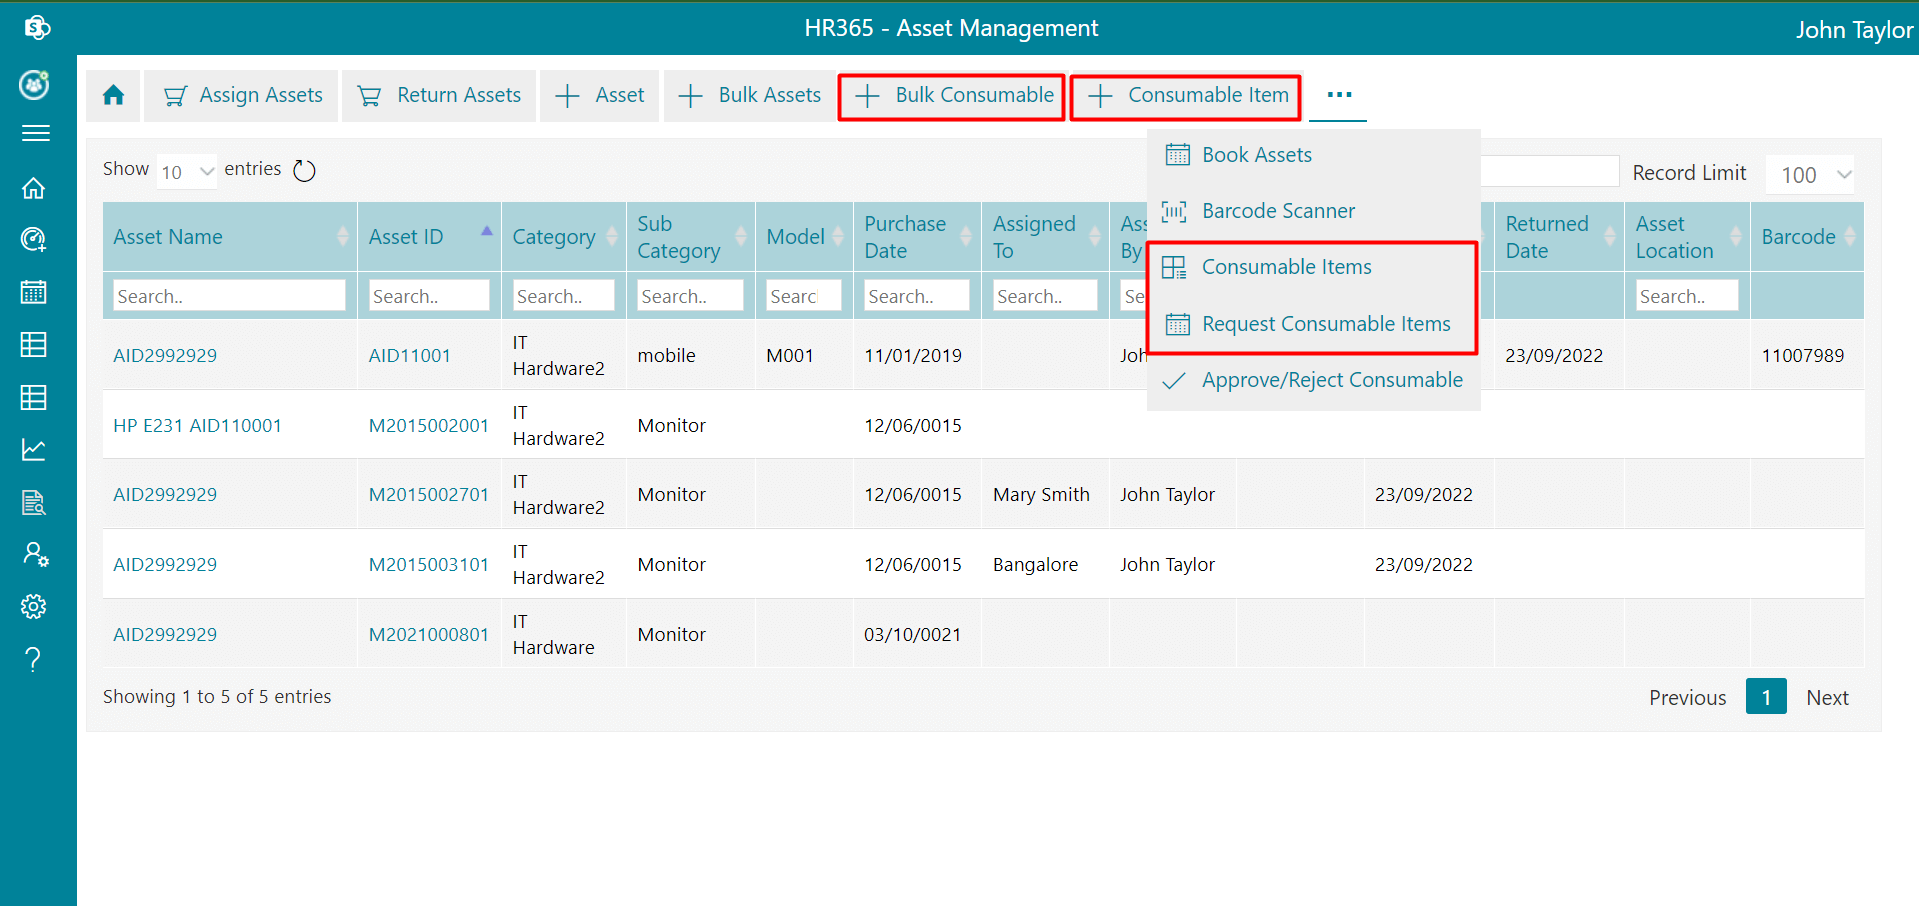 HR365 - Asset Management
John Taylor
Assign Assets
Return Assets
Asset
Bulk Assets
Bulk Consumable
Consumable Item
...
Book Assets
Barcode Scanner
Consumable Items
Request Consumable Items
Approve/Reject Consumable
Show 10 entries
Record Limit 100
Asset Name
Asset ID
Category
Sub
Category
Model
Purchase
Date
Assigned
To
Ass
By
Returned
Date
Asset
Location
Barcode
Search.. Search.. Search.. Search.. Searc Search.. Search.. Se Search..
AID2992929 AID11001 IT
Hardware2 mobile M001 11/01/2019 Joh 23/09/2022 11007989
HP E231 AID110001 M2015002001 IT
Hardware2 Monitor 12/06/0015
AID2992929 M2015002701 IT
Hardware2 Monitor 12/06/0015 Mary Smith John Taylor 23/09/2022
AID2992929 M2015003101 IT
Hardware2 Monitor 12/06/0015 Bangalore John Taylor 23/09/2022
AID2992929 M2021000801 IT
Hardware Monitor 03/10/0021
Showing 1 to 5 of 5 entries
Previous 1 Next